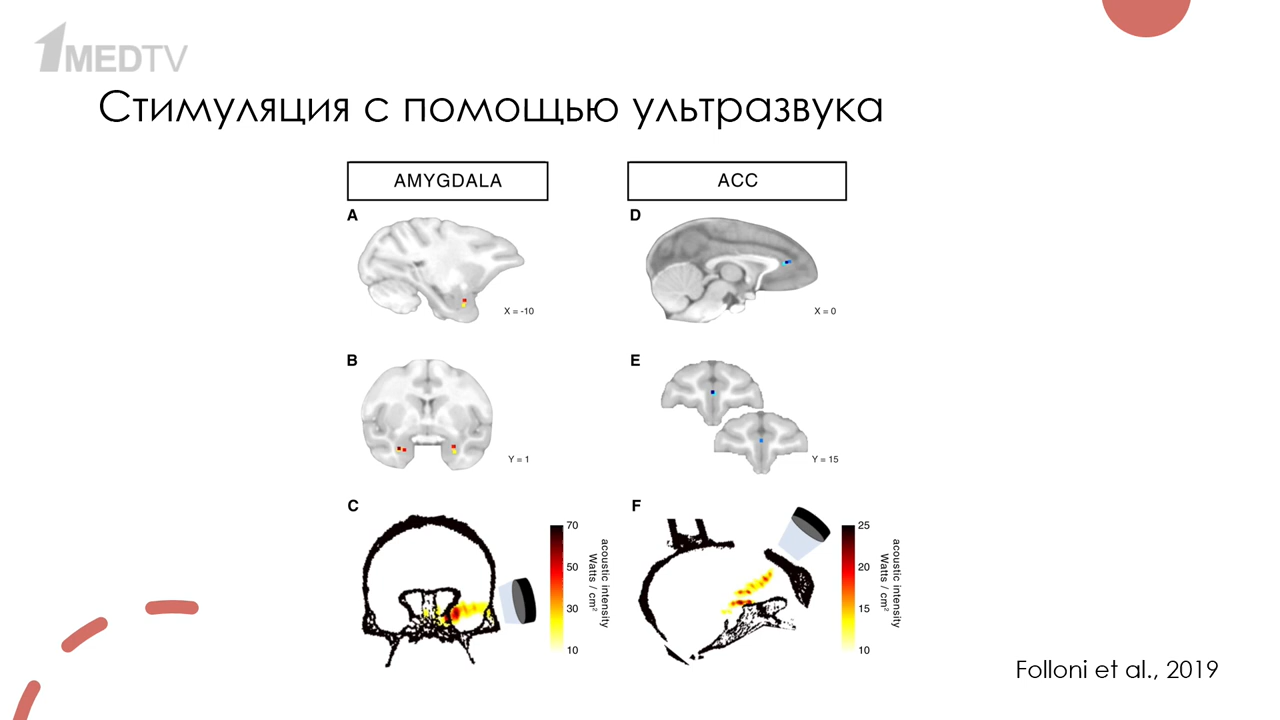 1MEDTV
Стимуляция с помощью ультразвука
AMYGDALA
ACC
A
D
X = -10
X = 0
B
E
Y = 1
Y = 15
C
F
70
50
30
10
acoustic intensity
Watts / cm²
25
20
15
10
acoustic intensity
Watts / cm²
Folloni et al., 2019